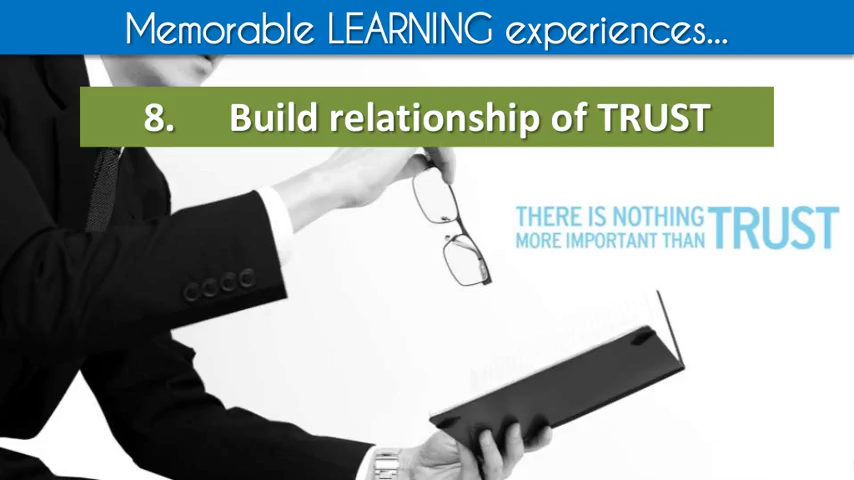 Memorable LEARNING experiences...
8. Build relationship of TRUST
THERE IS NOTHING
MORE IMPORTANT THAN TRUST